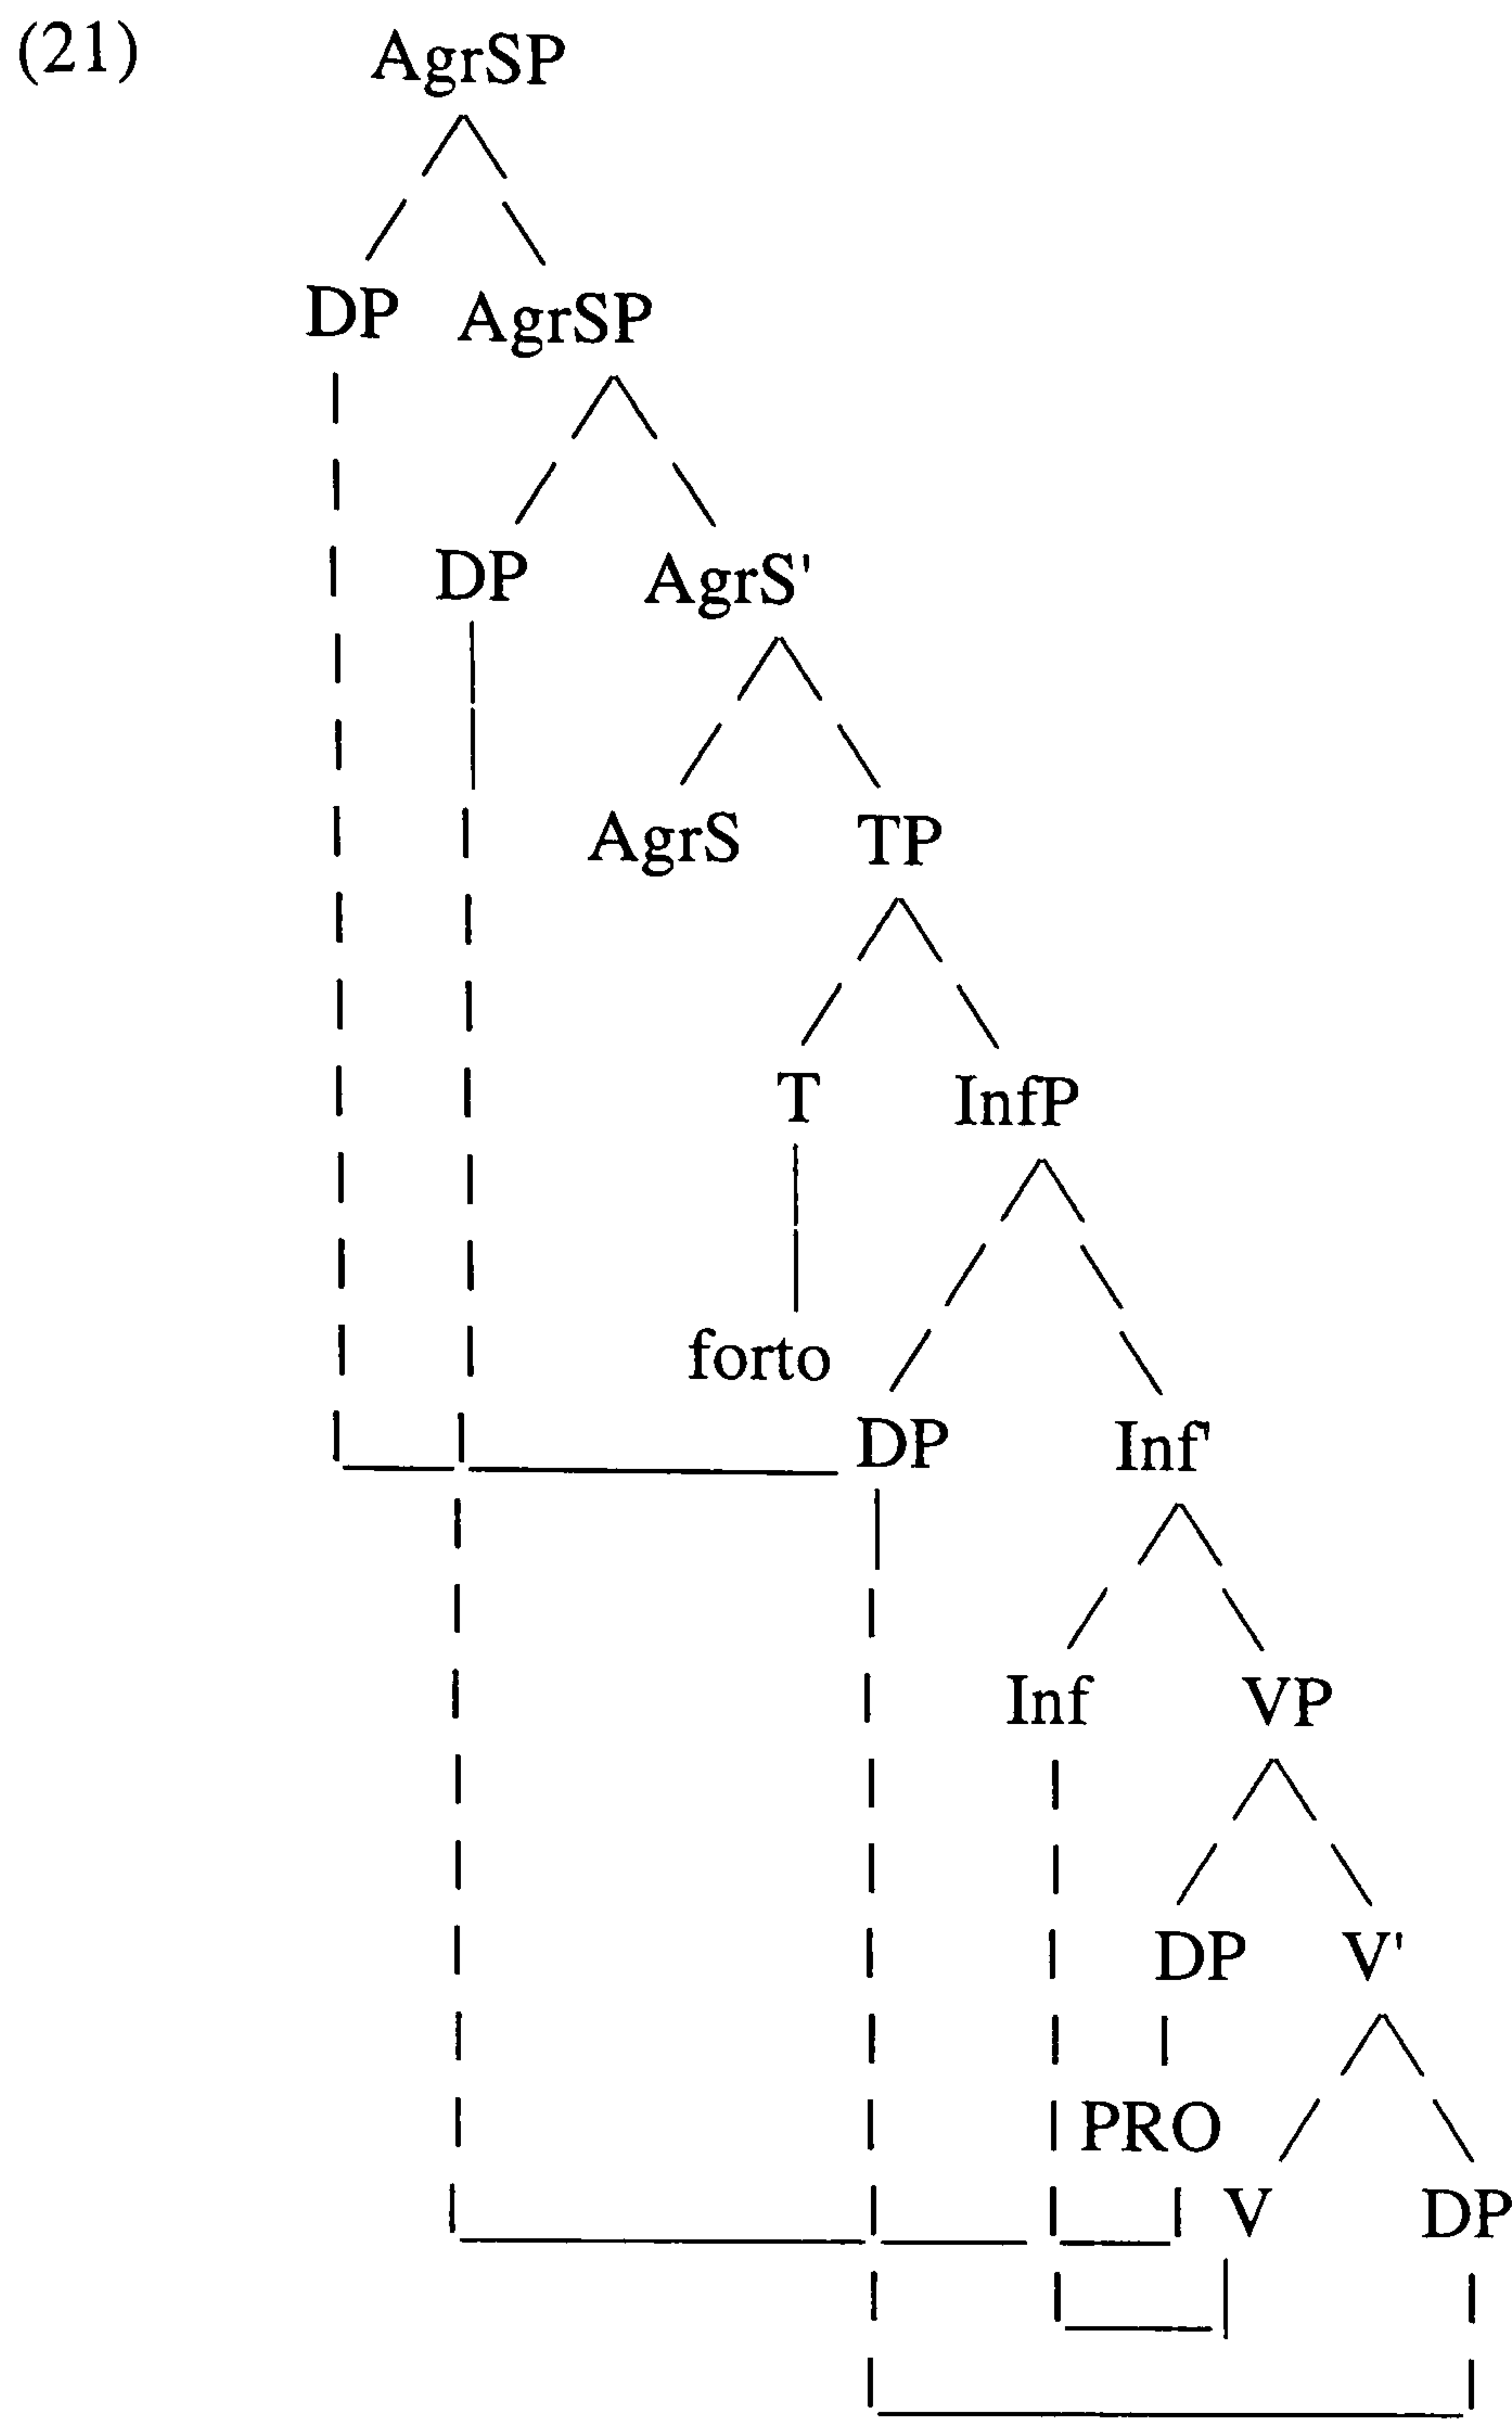 (21) AgrSP
DP AgrSP
DP AgrS'
AgrS TP
T InfP
forto
DP Inf'
Inf VP
DP V'
PRO
V DP